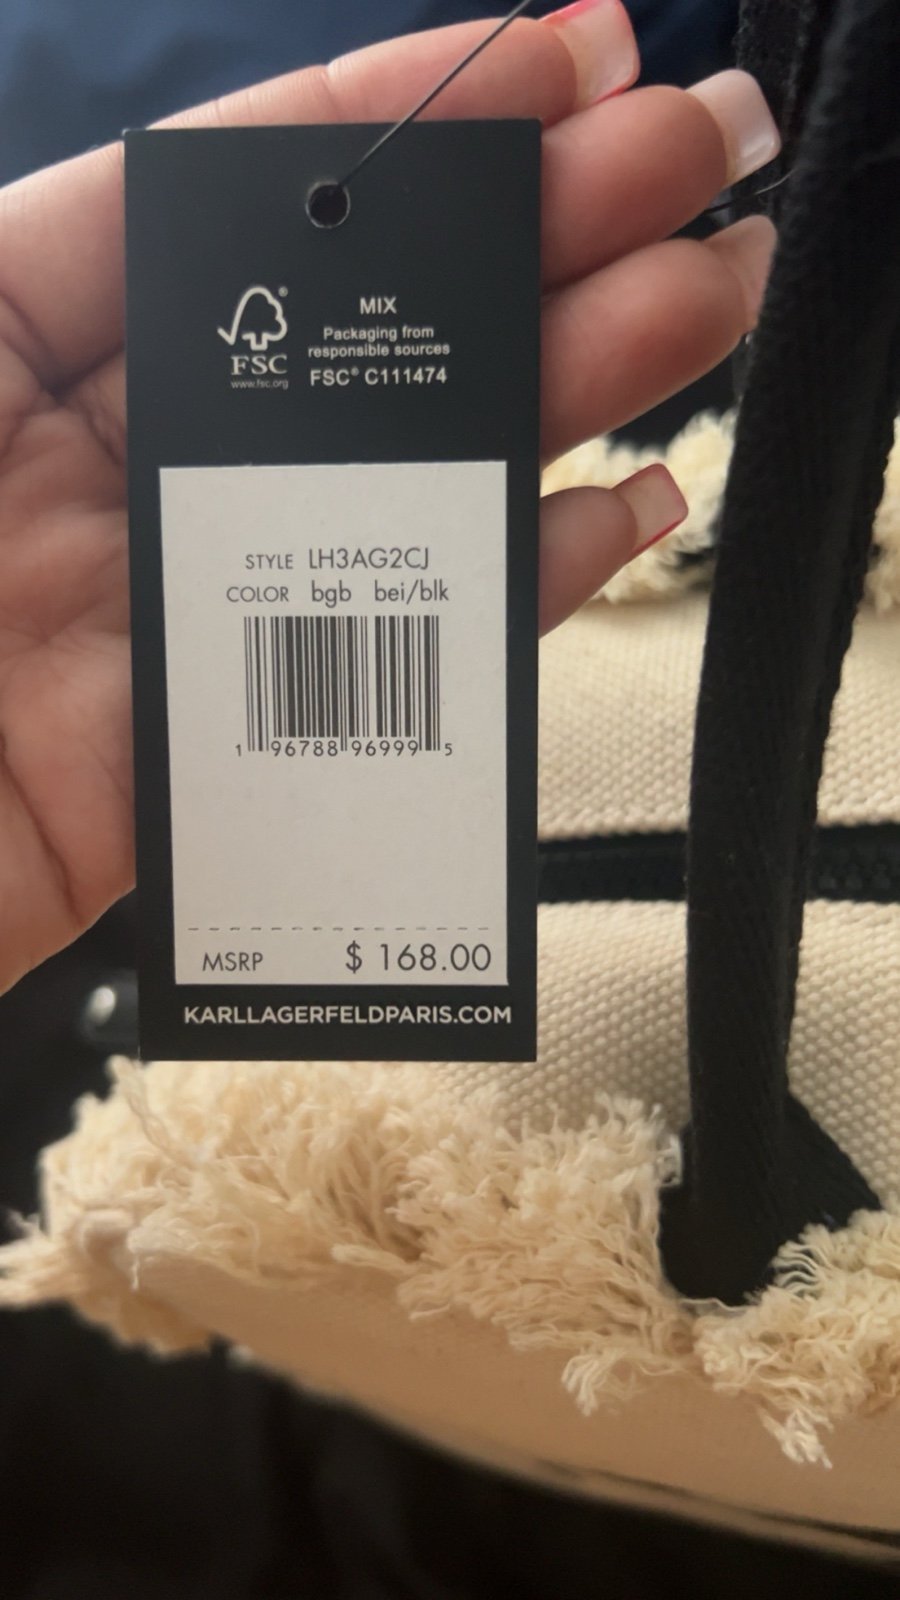 MIX
Packaging from
responsible sources
FSC® C111474
FSC
www.fsc.org
STYLE LH3AG2CJ
COLOR bgb bei/blk
1 96788 96999 5
MSRP $ 168.00
KARLLAGERFELDPARIS.COM